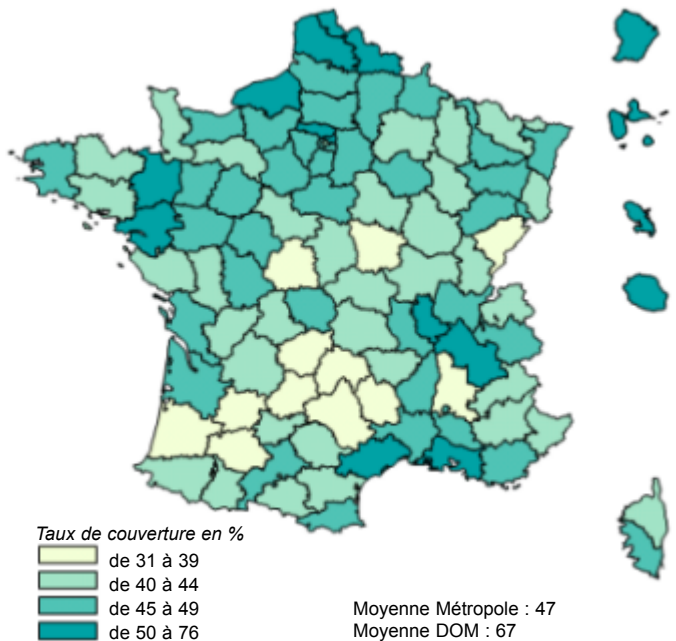 Taux de couverture en %
de 31 à 39
de 40 à 44
de 45 à 49
de 50 à 76
Moyenne Métropole : 47
Moyenne DOM : 67